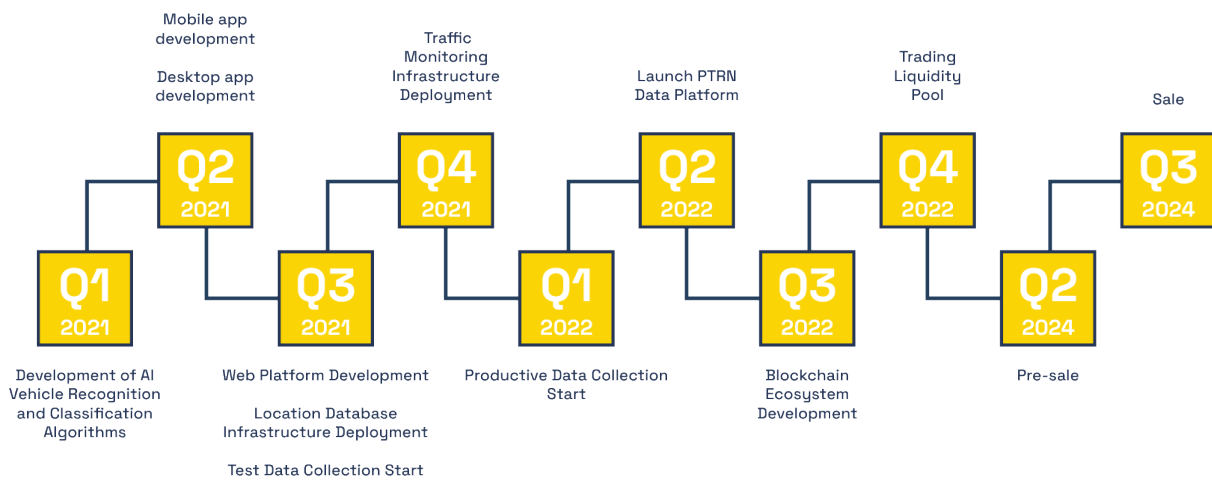 Mobile app
development
Desktop app
development
Q2
2021
Traffic
Monitoring
Infrastructure
Deployment
Q4
2021
Launch PTRN
Data Platform
Q2
2022
Trading
Liquidity
Pool
Q4
2022
Sale
Q3
2024
Q1
2021
Development of AI
Vehicle Recognition
and Classification
Algorithms
Q3
2021
Web Platform Development
Location Database
Infrastructure Deployment
Test Data Collection Start
Q1
2022
Productive Data Collection
Start
Q3
2022
Blockchain
Ecosystem
Development
Q2
2024
Pre-sale